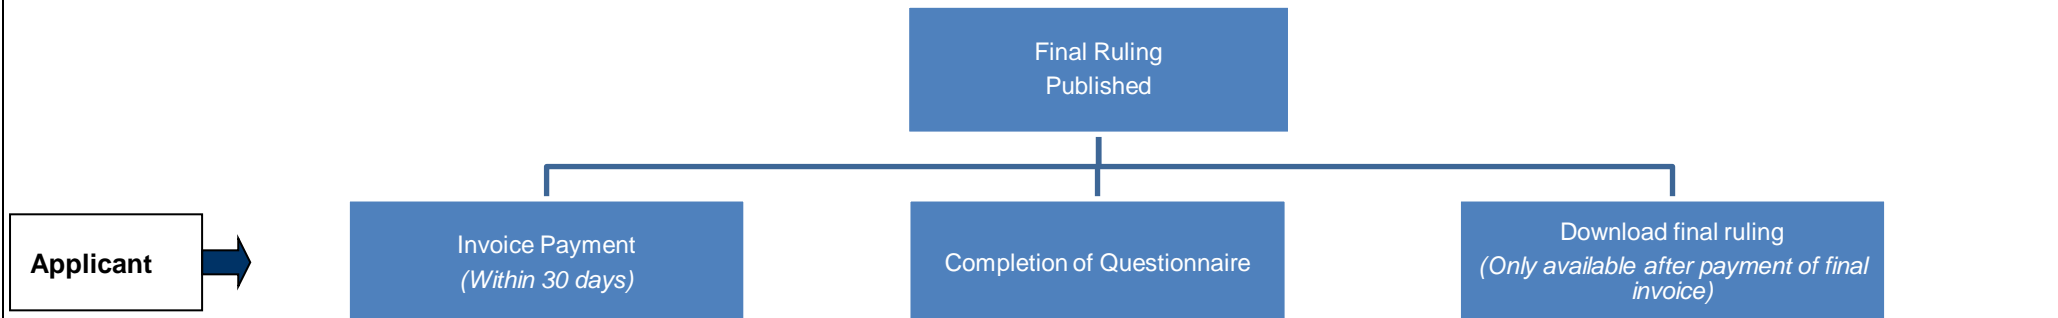 Final Ruling
Published
Applicant
Invoice Payment
(Within 30 days)
Completion of Questionnaire
Download final ruling
(Only available after payment of final
invoice)